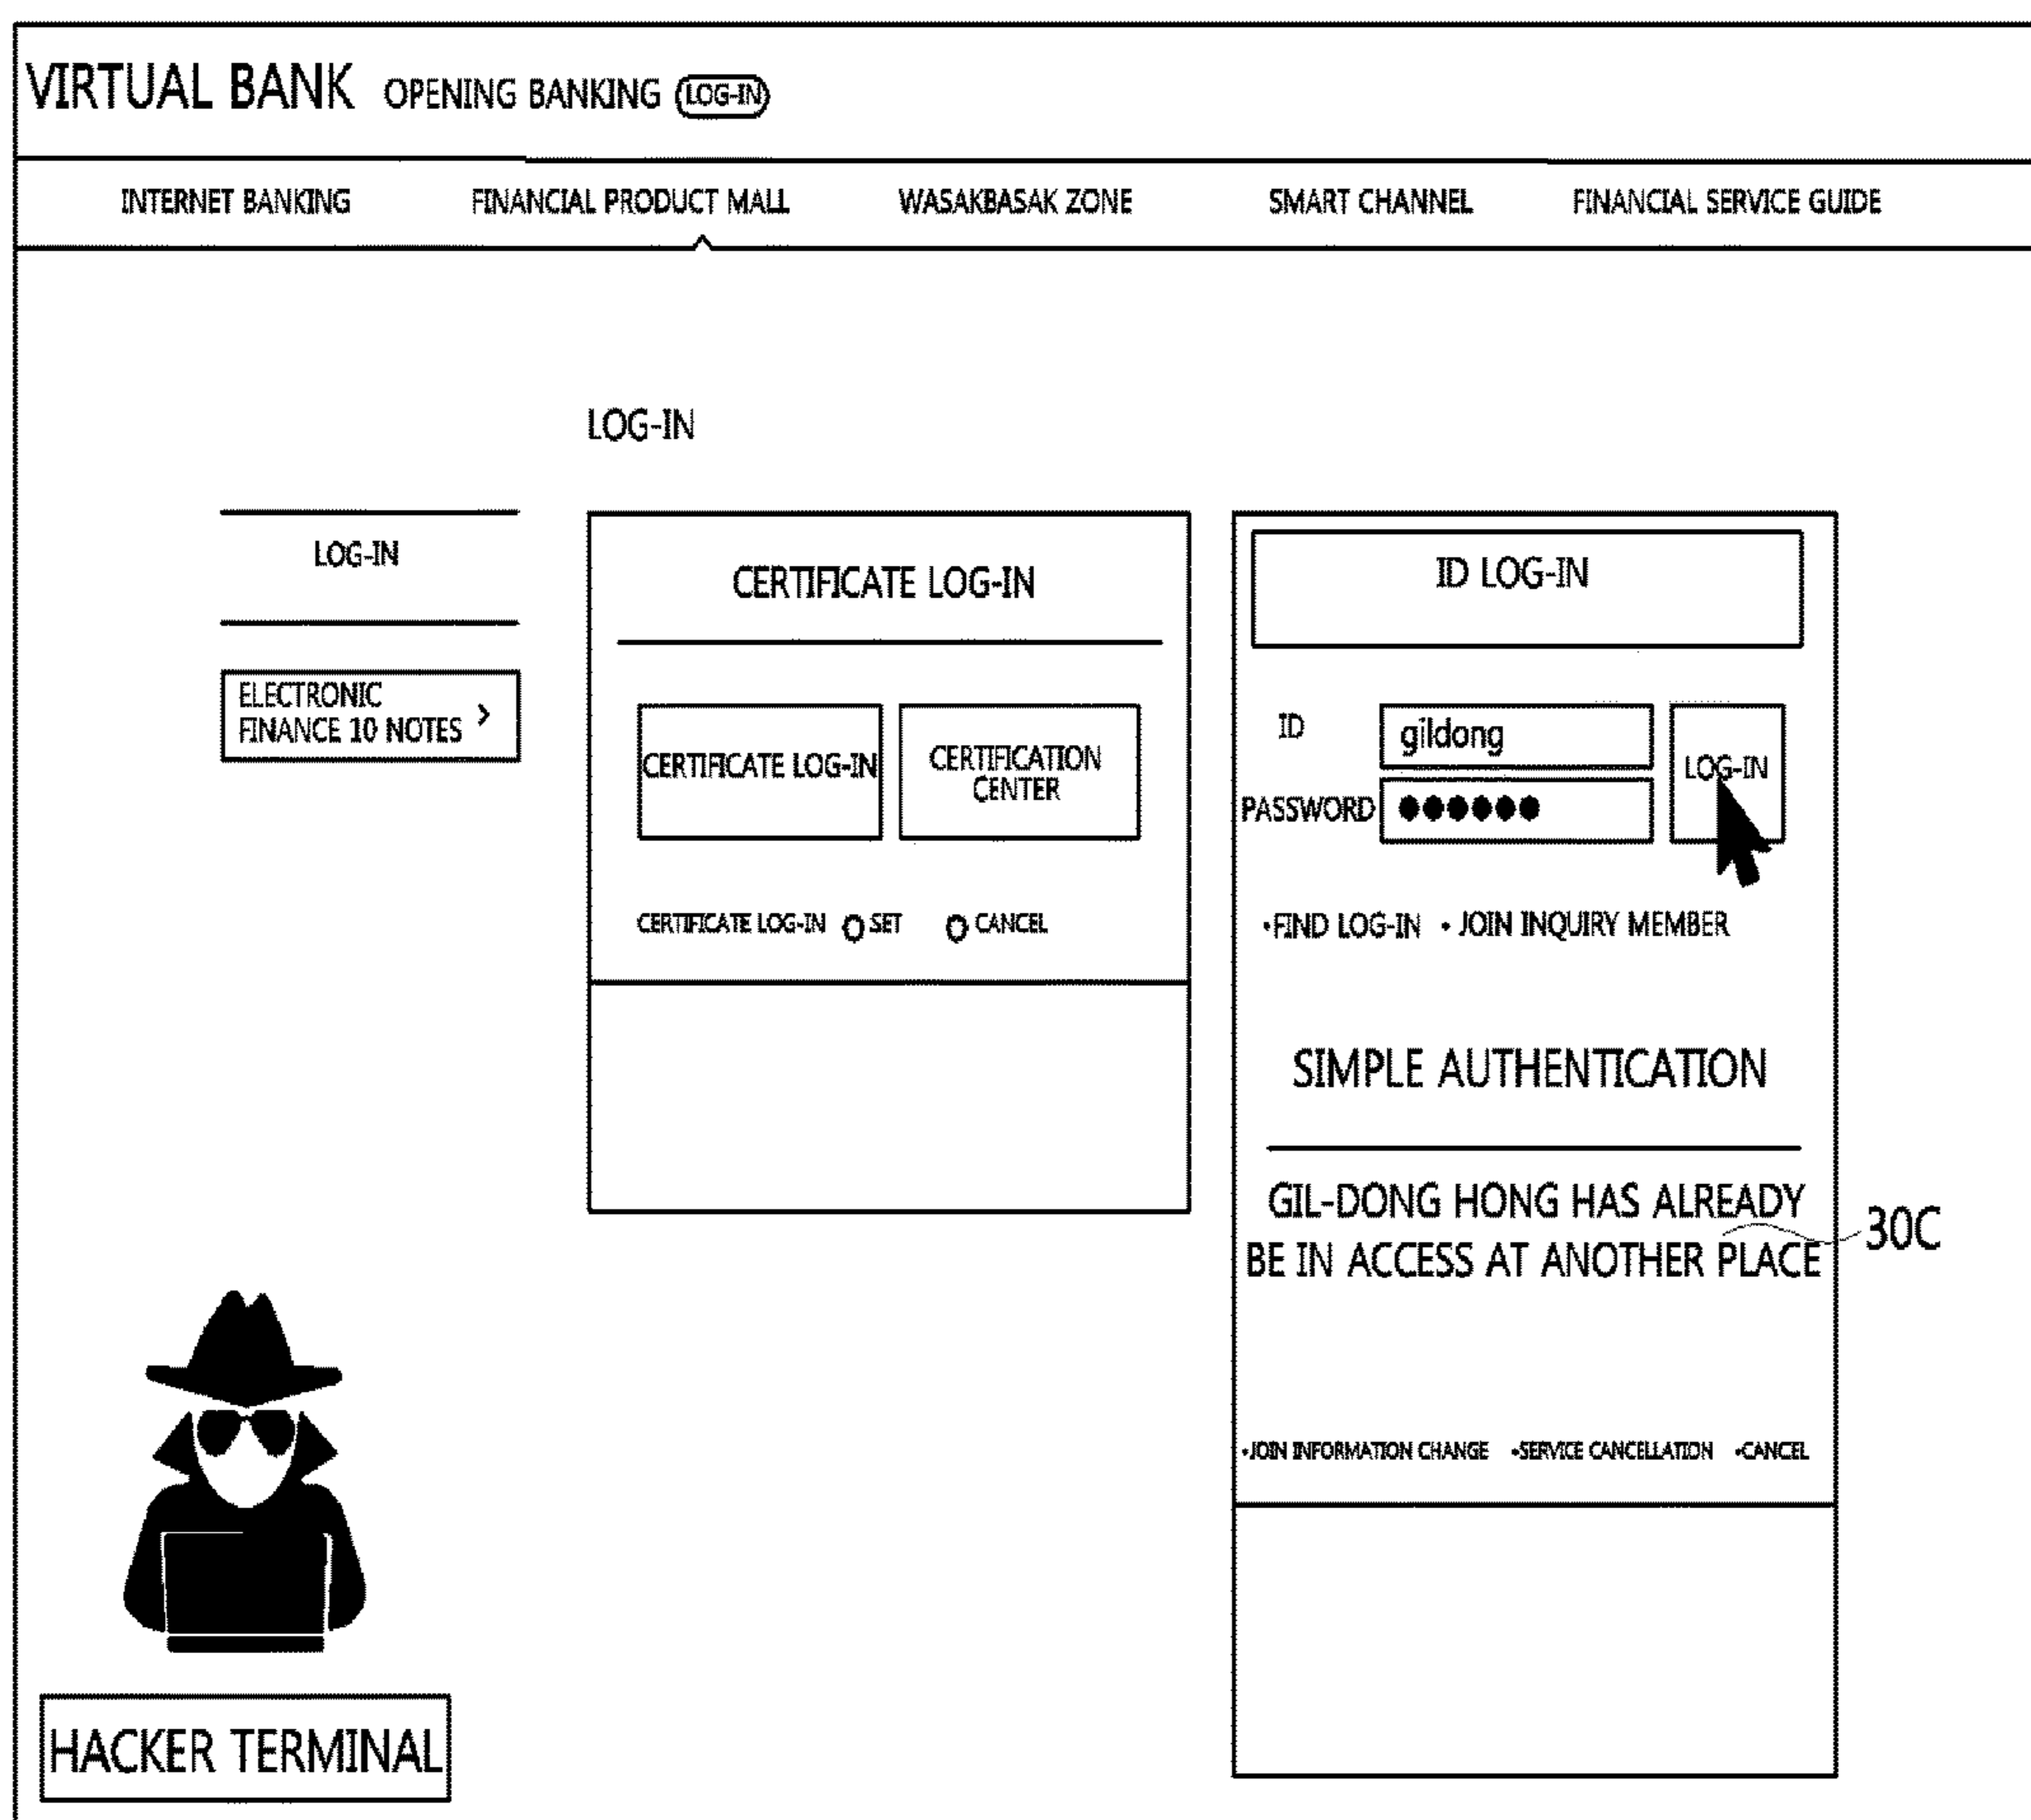 VIRTUAL BANK OPENING BANKING LOG-IN
INTERNET BANKING FINANCIAL PRODUCT MALL WASAKBASAK ZONE SMART CHANNEL FINANCIAL SERVICE GUIDE
LOG-IN
LOG-IN
ELECTRONIC
FINANCE 10 NOTES >
CERTIFICATE LOG-IN
CERTIFICATE LOG-IN
CERTIFICATION
CENTER
CERTIFICATE LOG-IN SET CANCEL
ID LOG-IN
ID gildong
LOG-IN
PASSWORD ●●●●●●
•FIND LOG-IN • JOIN INQUIRY MEMBER
SIMPLE AUTHENTICATION
GIL-DONG HONG HAS ALREADY
BE IN ACCESS AT ANOTHER PLACE
30C
•JOIN INFORMATION CHANGE •SERVICE CANCELLATION •CANCEL
HACKER TERMINAL